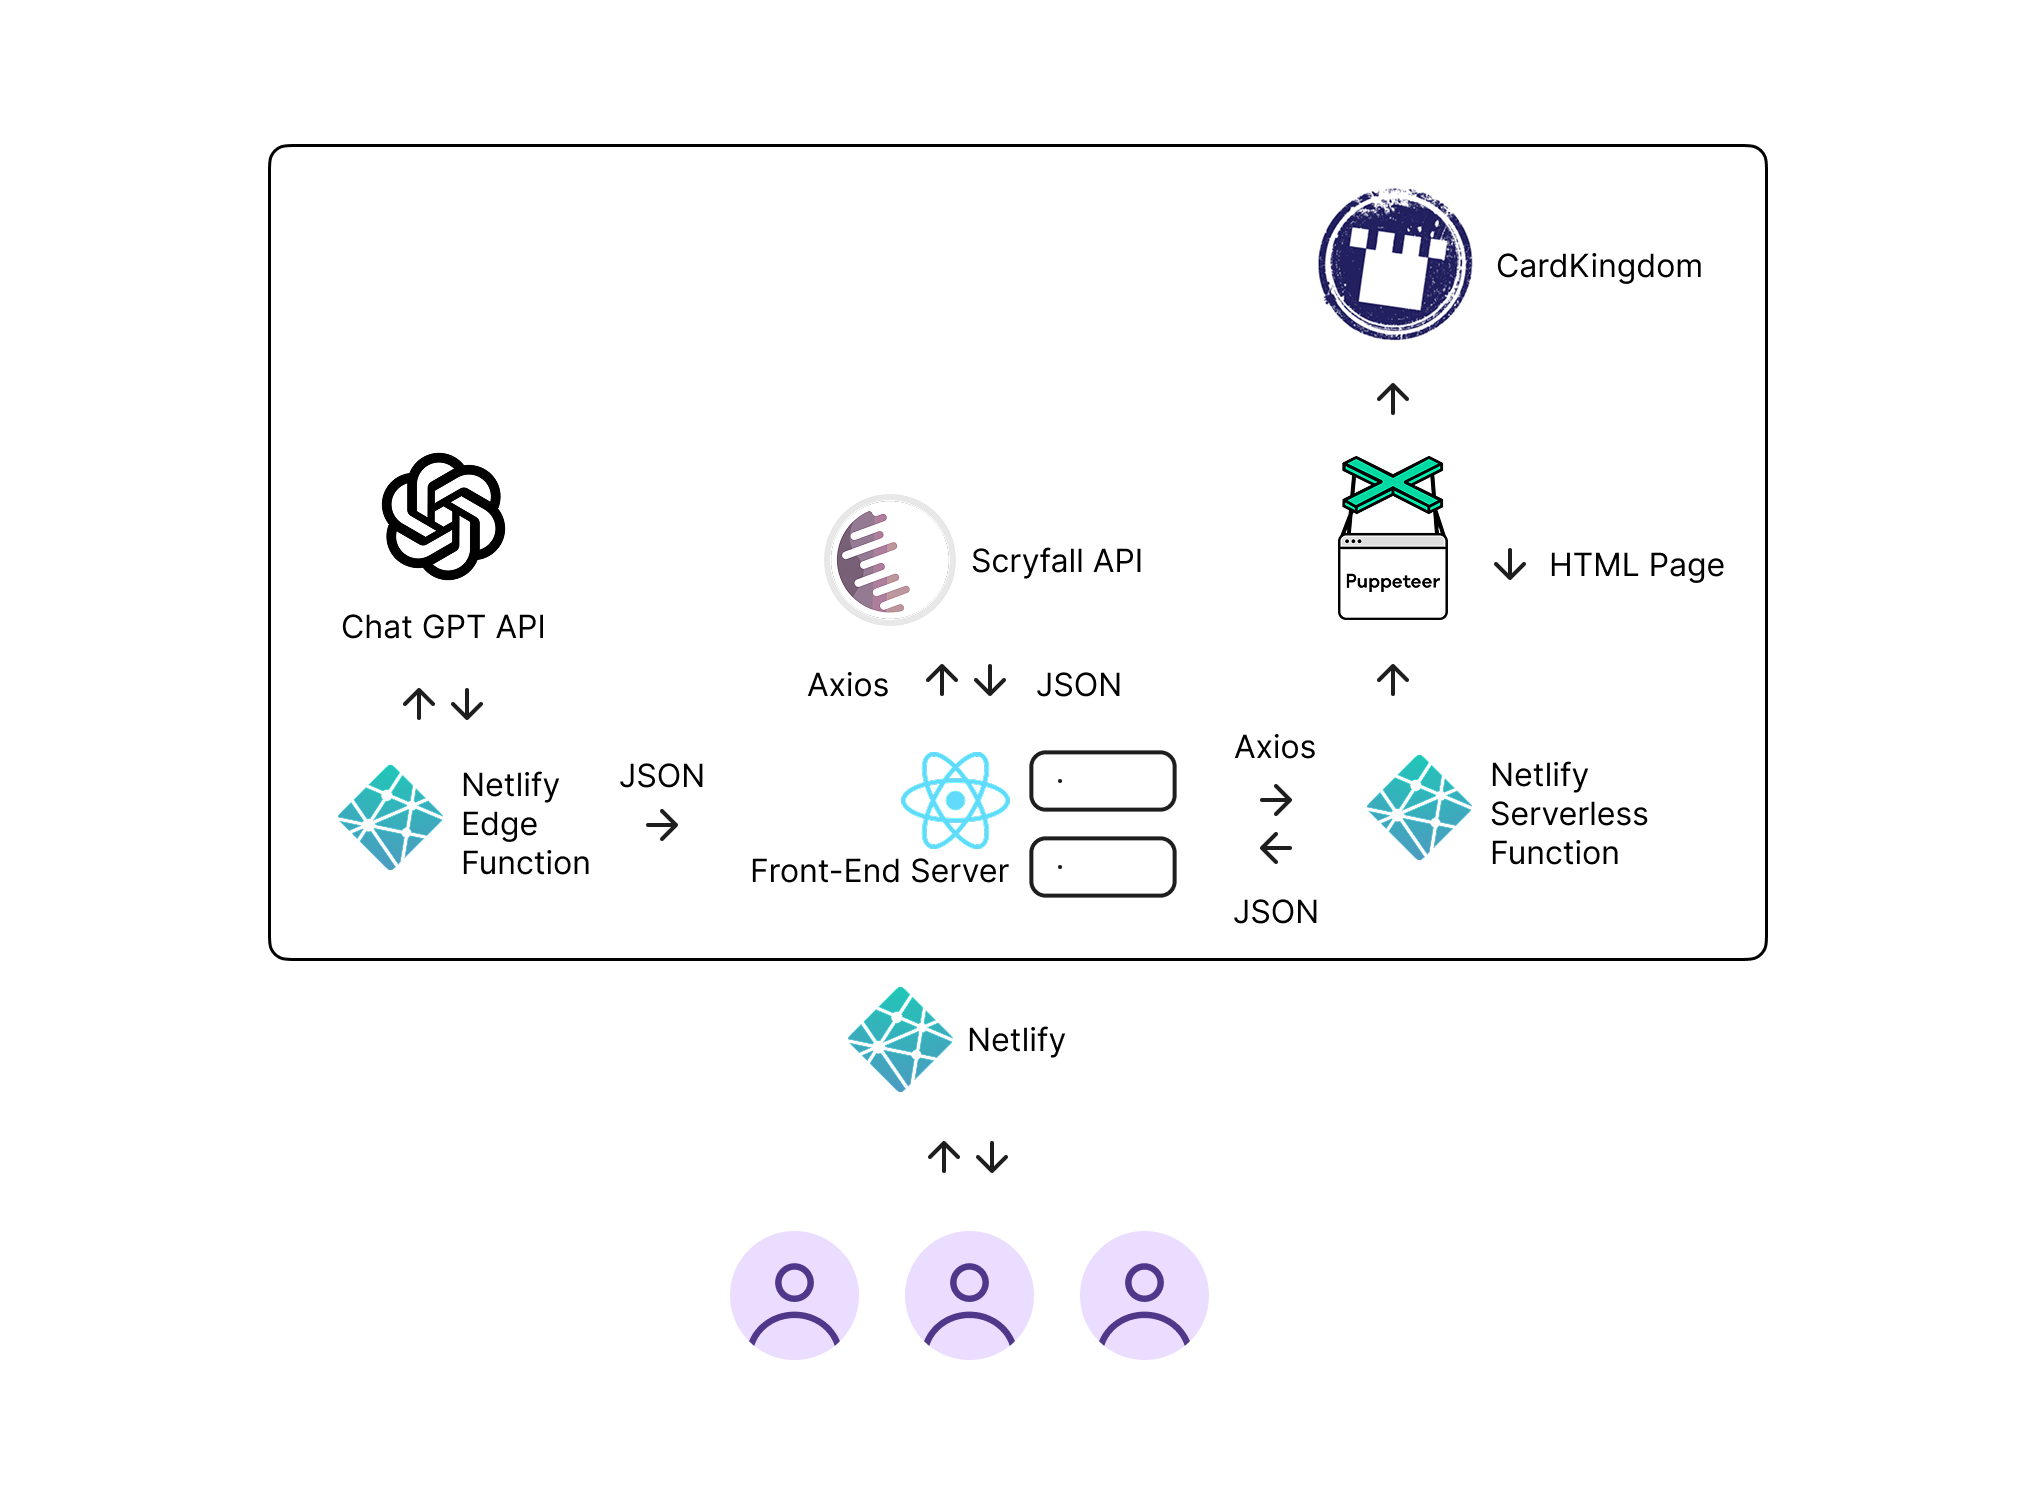 CardKingdom
Chat GPT API
Scryfall API
Puppeteer
HTML Page
Axios
JSON
Netlify
Edge
Function
JSON
Front-End Server
Axios
JSON
Netlify
Serverless
Function
Netlify